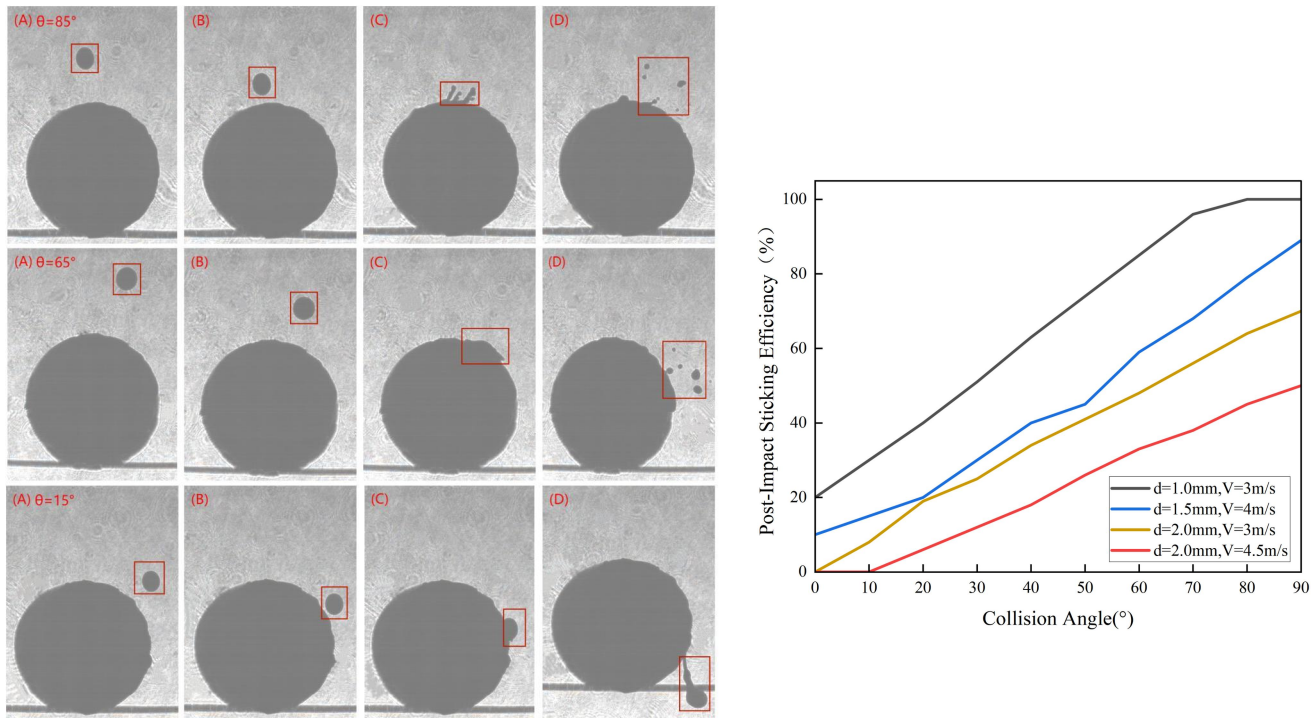 (A) θ=85°
(B)
(C)
(D)
(A) θ=65°
(B)
(C)
(D)
(A) θ=15°
(B)
(C)
(D)
Post-Impact Sticking Efficiency（%）
100
80
60
40
20
0
d=1.0mm,V=3m/s
d=1.5mm,V=4m/s
d=2.0mm,V=3m/s
d=2.0mm,V=4.5m/s
0 10 20 30 40 50 60 70 80 90
Collision Angle(°)